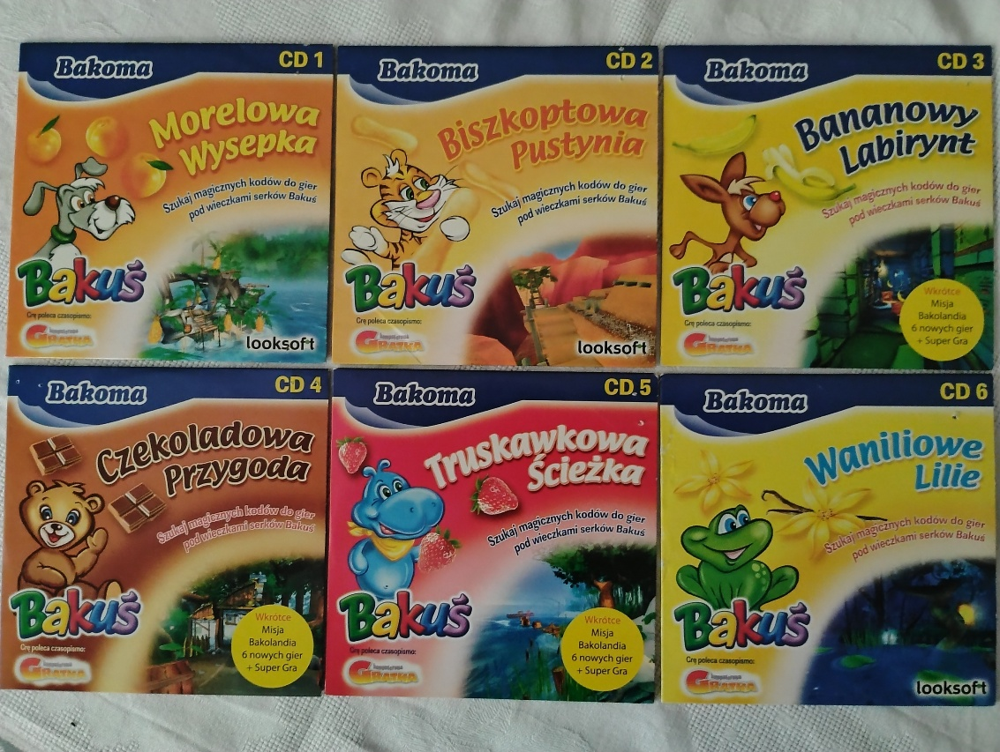 Bakoma
CD 1
Morelowa
Wysepka
Szukaj magicznych kodów do gier
pod wieczkami serków Bakuś
Bakuś
Grę poleca czasopismo:
GRATKA
looksoft
Bakoma
CD 2
Biszkoptowa
Pustynia
Szukaj magicznych kodów do gier
pod wieczkami serków Bakuś
Bakuś
Grę poleca czasopismo:
GRATKA
looksoft
Bakoma
CD 3
Bananowy
Labirynt
Szukaj magicznych kodów do gier
pod wieczkami serków Bakuś
Bakuś
Grę poleca czasopismo:
GRATKA
Wkrótce
Misja
Bakolandia
6 nowych gier
+ Super Gra
Bakoma
CD 4
Czekoladowa
Przygoda
Szukaj magicznych kodów do gier
pod wieczkami serków Bakuś
Bakuś
Grę poleca czasopismo:
GRATKA
Wkrótce
Misja
Bakolandia
6 nowych gier
+ Super Gra
Bakoma
CD 5
Truskawkowa
Ścieżka
Szukaj magicznych kodów do gier
pod wieczkami serków Bakuś
Bakuś
Grę poleca czasopismo:
GRATKA
Wkrótce
Misja
Bakolandia
6 nowych gier
+ Super Gra
Bakoma
CD 6
Waniliowe
Lilie
Szukaj magicznych kodów do gier
pod wieczkami serków Bakuś
Bakuś
Grę poleca czasopismo:
GRATKA
looksoft